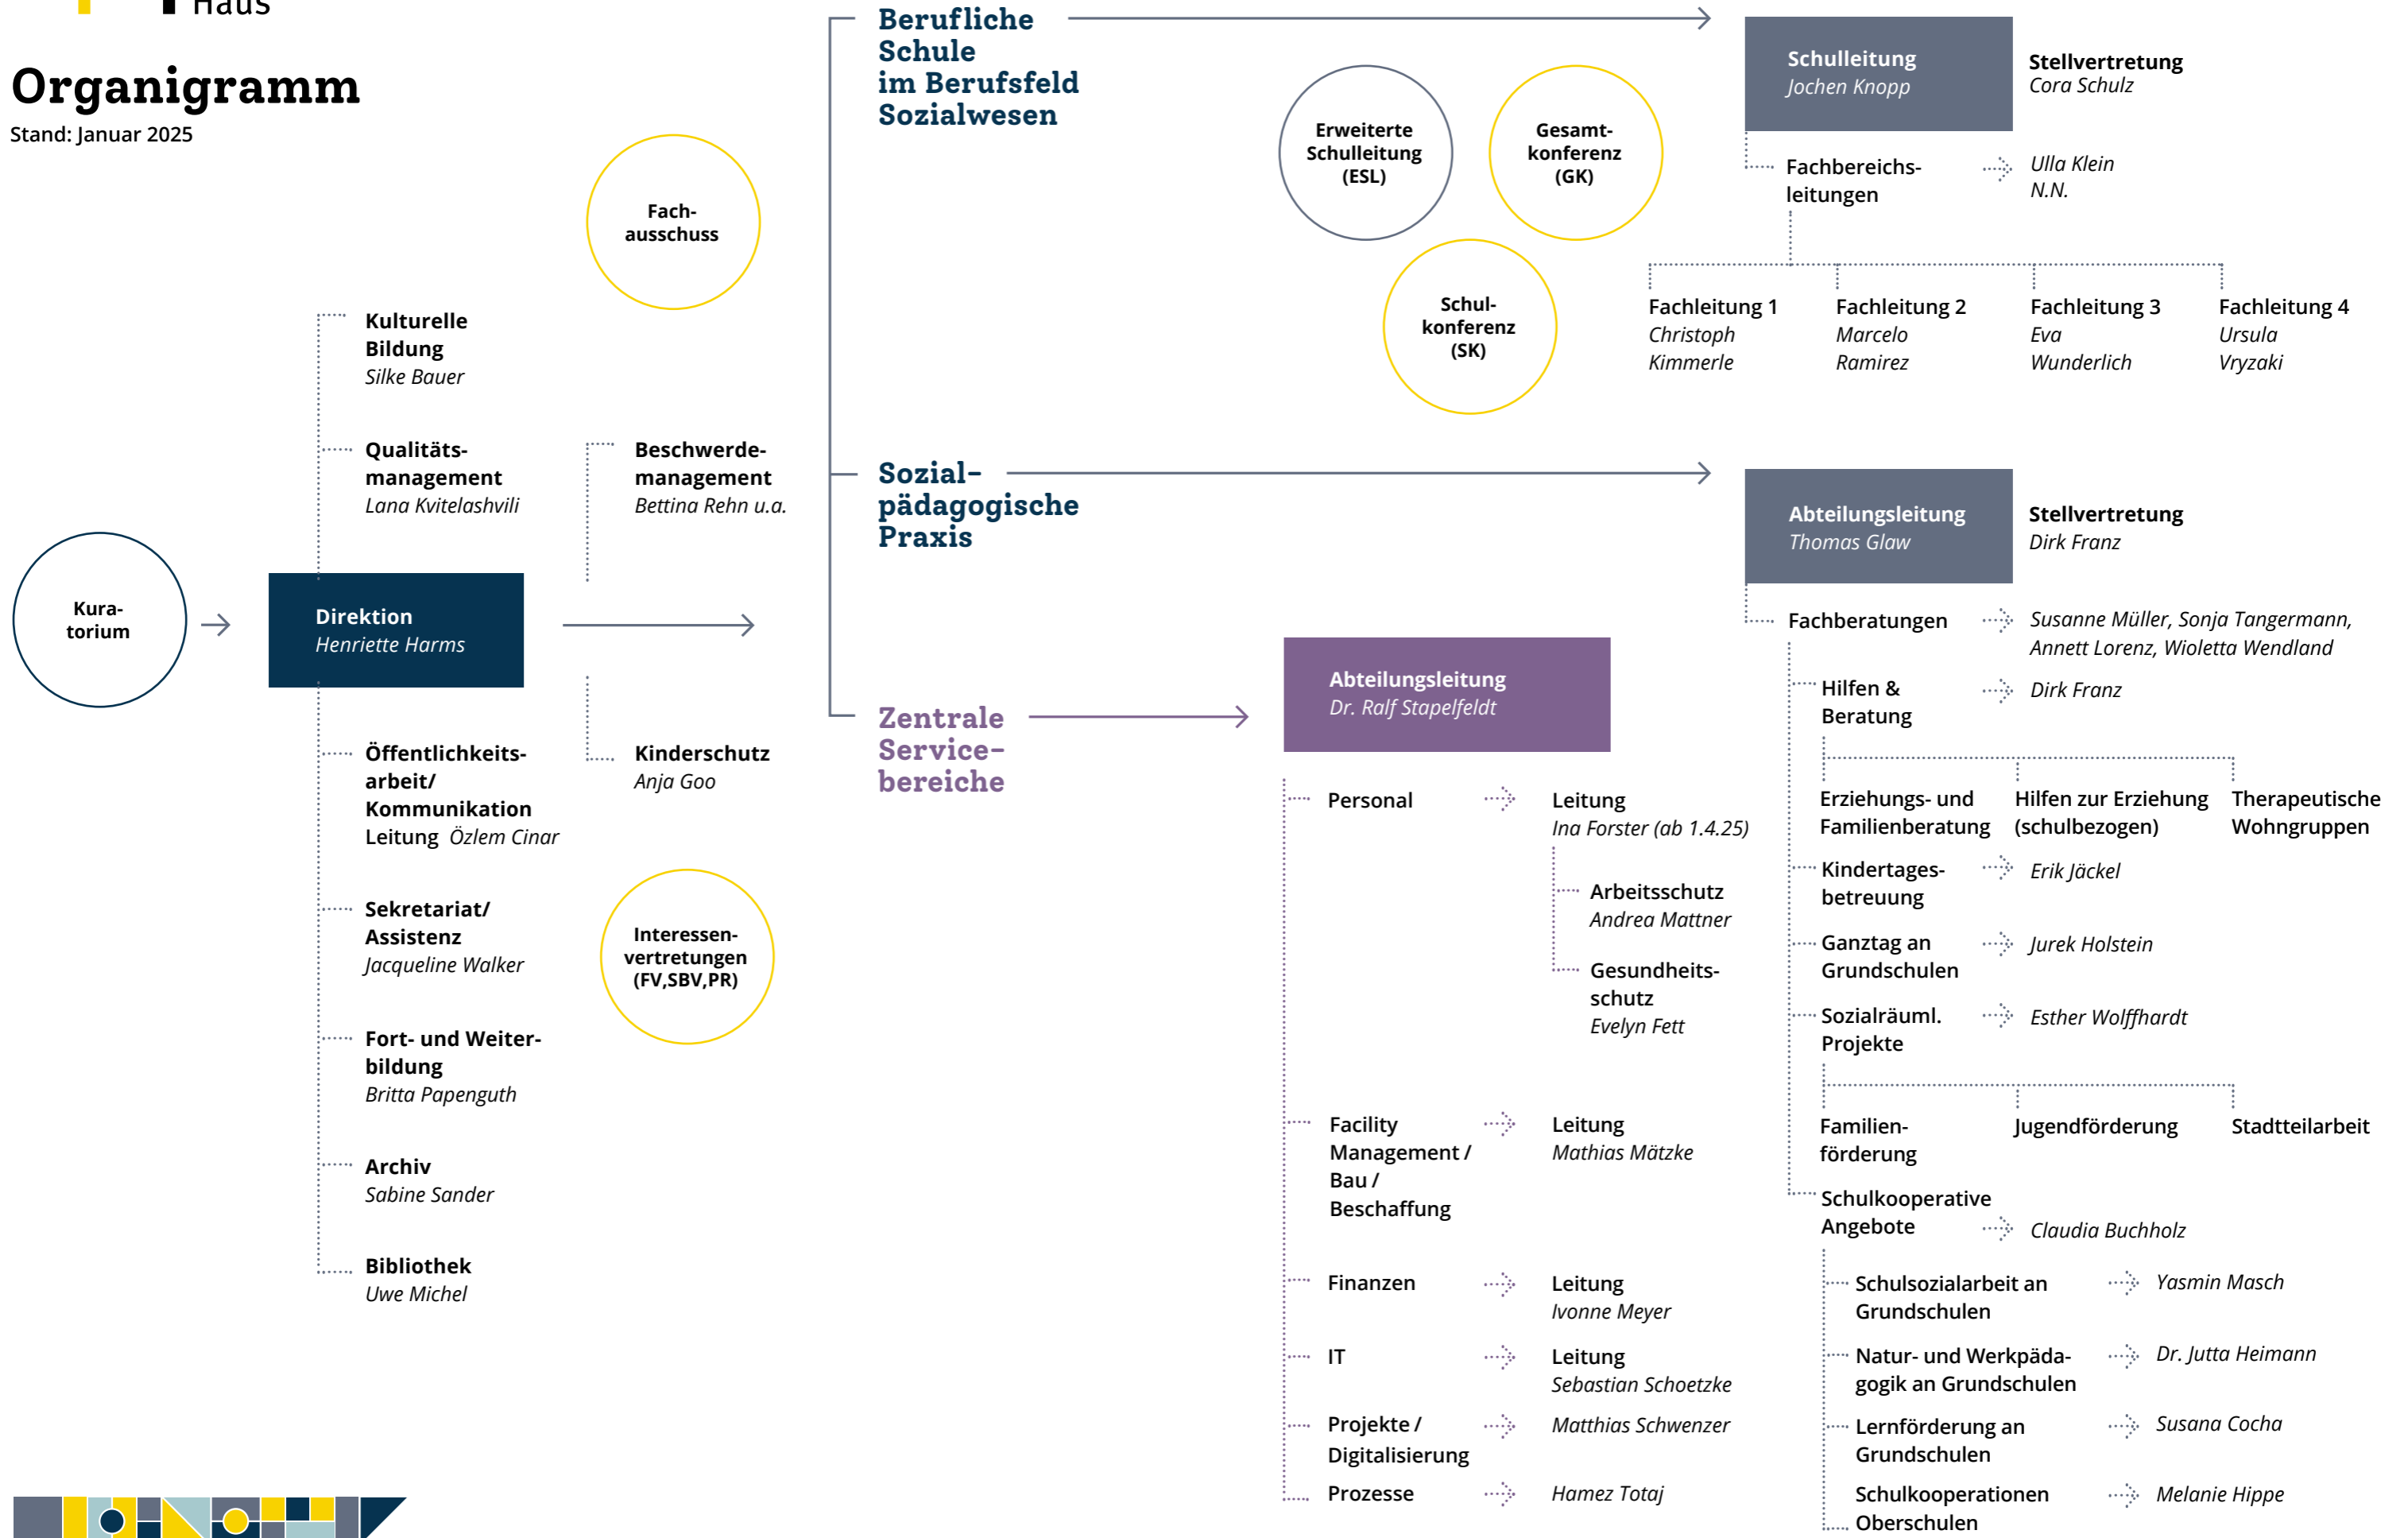 Haus
Organigramm
Stand: Januar 2025
Kura-
torium
Direktion
Henriette Harms
Kulturelle
Bildung
Silke Bauer
Qualitäts-
management
Lana Kvitelashvili
Öffentlichkeits-
arbeit/
Kommunikation
Leitung Özlem Cinar
Sekretariat/
Assistenz
Jacqueline Walker
Fort- und Weiter-
bildung
Britta Papenguth
Archiv
Sabine Sander
Bibliothek
Uwe Michel
Fach-
ausschuss
Beschwerde-
management
Bettina Rehn u.a.
Kinderschutz
Anja Goo
Interessen-
vertretungen
(FV,SBV,PR)
Berufliche
Schule
im Berufsfeld
Sozialwesen
Erweiterte
Schulleitung
(ESL)
Gesamt-
konferenz
(GK)
Schul-
konferenz
(SK)
Schulleitung
Jochen Knopp
Stellvertretung
Cora Schulz
Fachbereichs-
leitungen
Ulla Klein
N.N.
Fachleitung 1
Christoph
Kimmerle
Fachleitung 2
Marcelo
Ramirez
Fachleitung 3
Eva
Wunderlich
Fachleitung 4
Ursula
Vryzaki
Sozial-
pädagogische
Praxis
Abteilungsleitung
Thomas Glaw
Stellvertretung
Dirk Franz
Fachberatungen
Susanne Müller, Sonja Tangermann,
Annett Lorenz, Wioletta Wendland
Hilfen &
Beratung
Dirk Franz
Erziehungs- und
Familienberatung
Hilfen zur Erziehung
(schulbezogen)
Therapeutische
Wohngruppen
Kindertages-
betreuung
Erik Jäckel
Ganztag an
Grundschulen
Jurek Holstein
Sozialräuml.
Projekte
Esther Wolffhardt
Familien-
förderung
Jugendförderung
Stadtteilarbeit
Schulkooperative
Angebote
Claudia Buchholz
Schulsozialarbeit an
Grundschulen
Yasmin Masch
Natur- und Werkpäda-
gogik an Grundschulen
Dr. Jutta Heimann
Lernförderung an
Grundschulen
Susana Cocha
Schulkooperationen
Oberschulen
Melanie Hippe
Zentrale
Service-
bereiche
Abteilungsleitung
Dr. Ralf Stapelfeldt
Personal
Leitung
Ina Forster (ab 1.4.25)
Arbeitsschutz
Andrea Mattner
Gesundheits-
schutz
Evelyn Fett
Facility
Management /
Bau /
Beschaffung
Leitung
Mathias Mätzke
Finanzen
Leitung
Ivonne Meyer
IT
Leitung
Sebastian Schoetzke
Projekte /
Digitalisierung
Matthias Schwenzer
Prozesse
Hamez Totaj